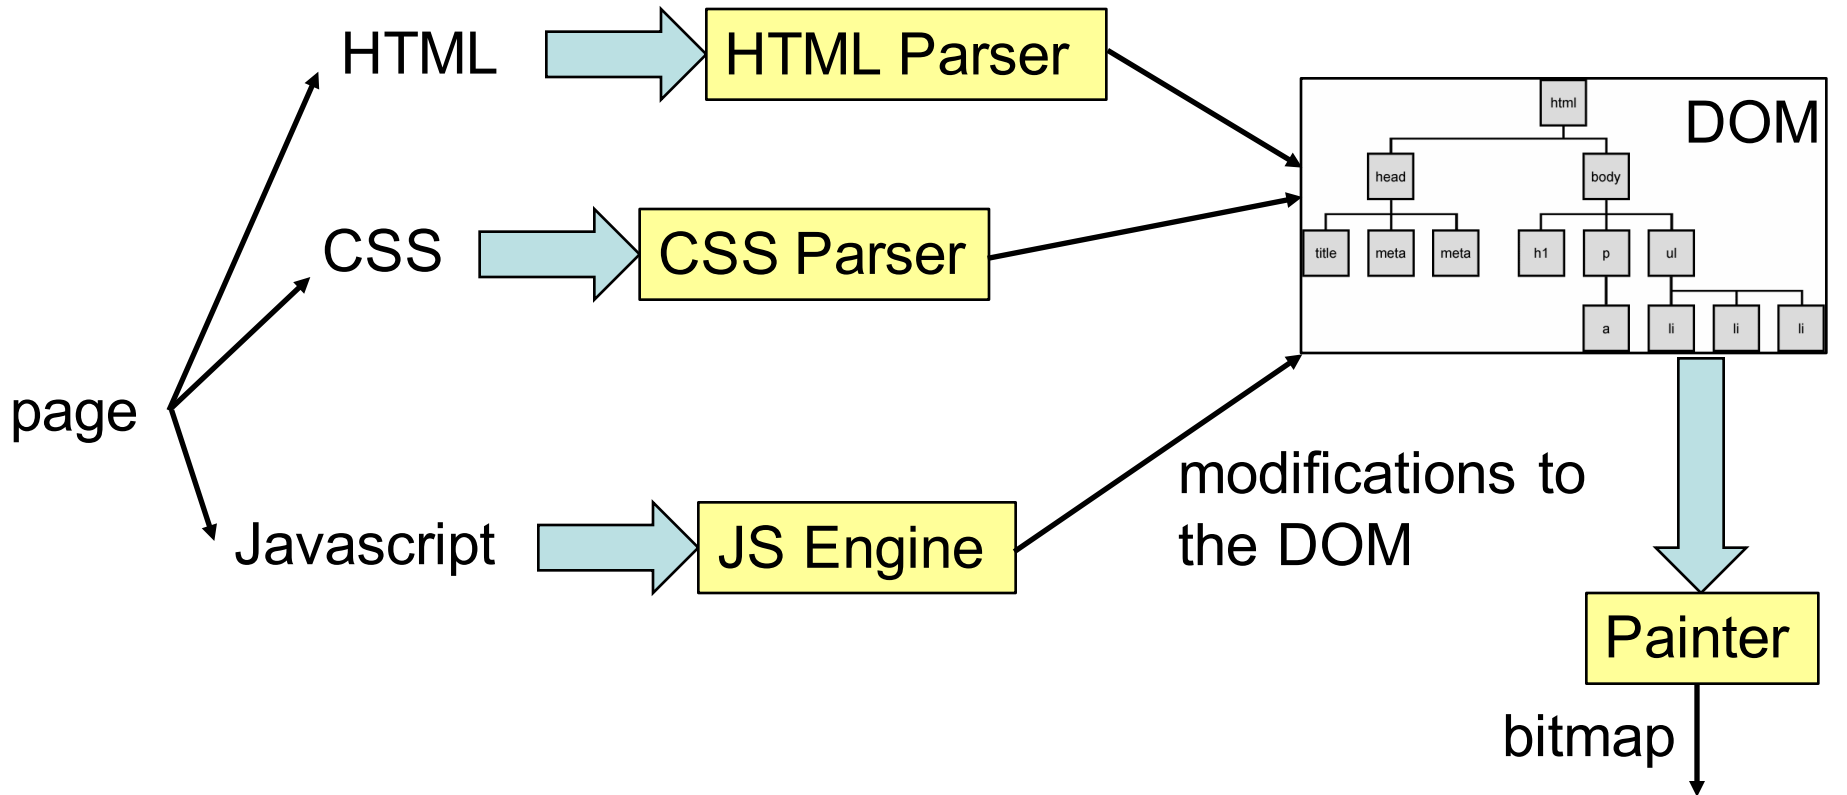 HTML
HTML Parser
DOM
html
head
body
title
meta
meta
h1
p
ul
a
li
li
li
CSS
CSS Parser
page
Javascript
JS Engine
modifications to
the DOM
Painter
bitmap